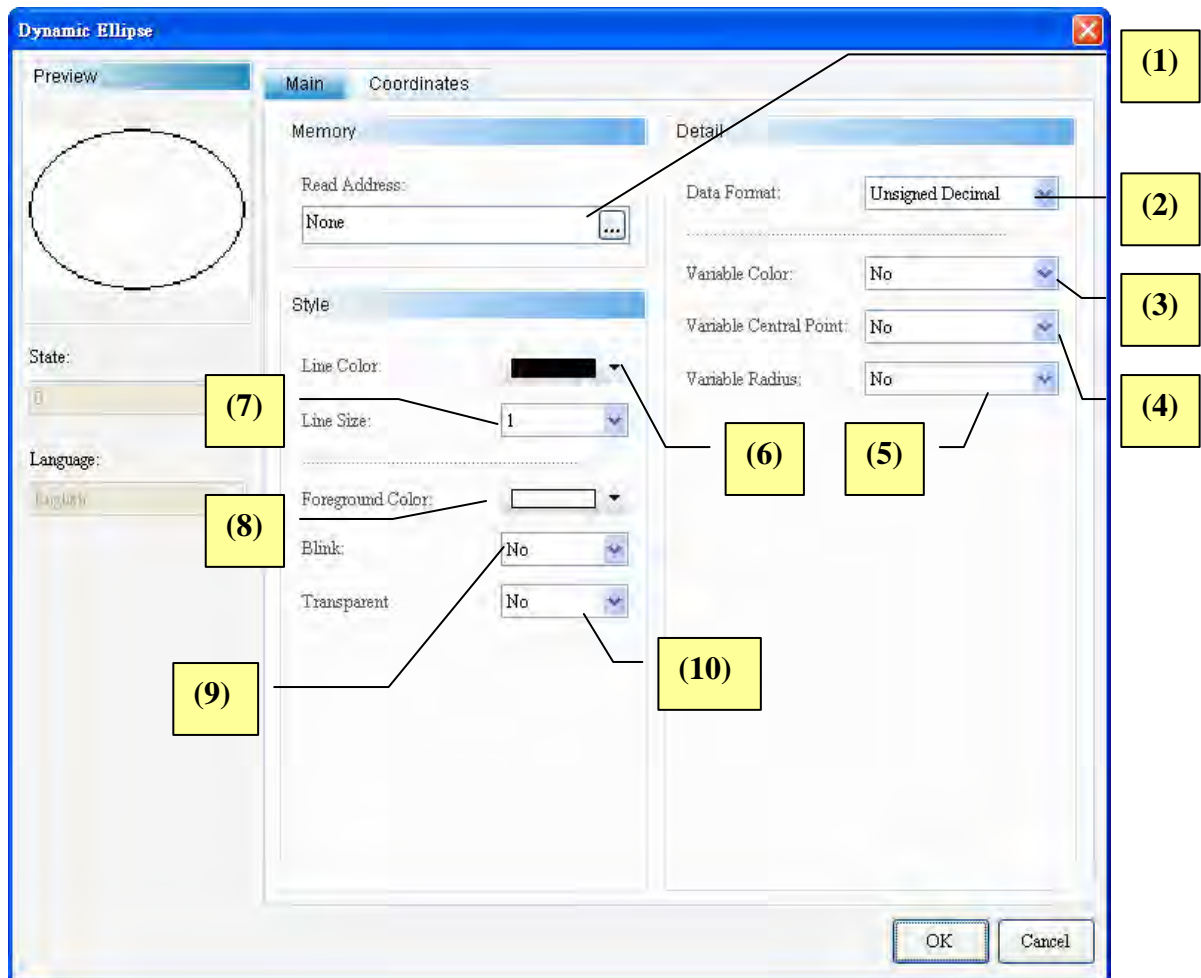 Dynamic Ellipse
Preview
State:
0
Language:
English
Main Coordinates
Memory
Read Address:
None
...
Style
Line Color:
Line Size: 1
Foreground Color:
Blink: No
Transparent No
Detail
Data Format: Unsigned Decimal
Variable Color: No
Variable Central Point: No
Variable Radius: No
(1)
(2)
(3)
(4)
(5)
(6)
(7)
(8)
(9)
(10)
OK Cancel